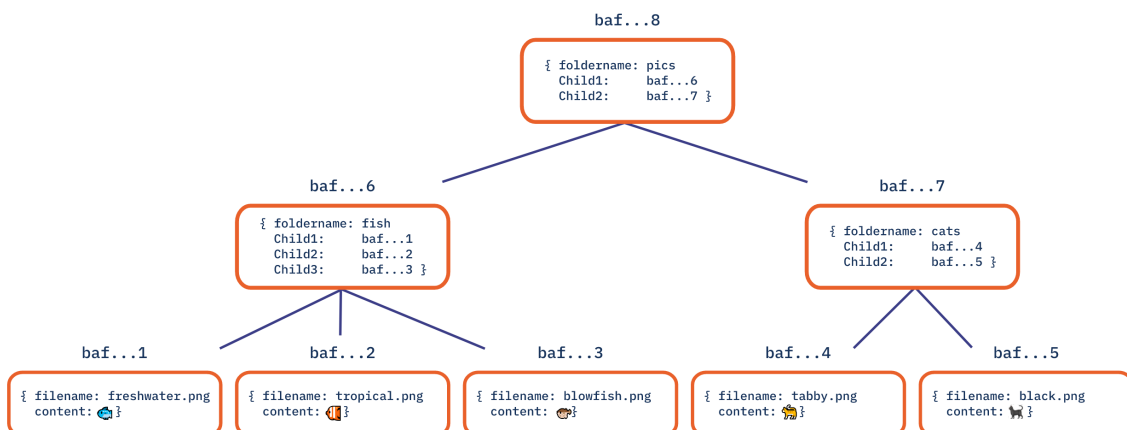 baf...8
{ foldername: pics
Child1: baf...6
Child2: baf...7 }
baf...6
{ foldername: fish
Child1: baf...1
Child2: baf...2
Child3: baf...3 }
baf...7
{ foldername: cats
Child1: baf...4
Child2: baf...5 }
baf...1
{ filename: freshwater.png
content: }
baf...2
{ filename: tropical.png
content: }
baf...3
{ filename: blowfish.png
content: }
baf...4
{ filename: tabby.png
content: }
baf...5
{ filename: black.png
content: }